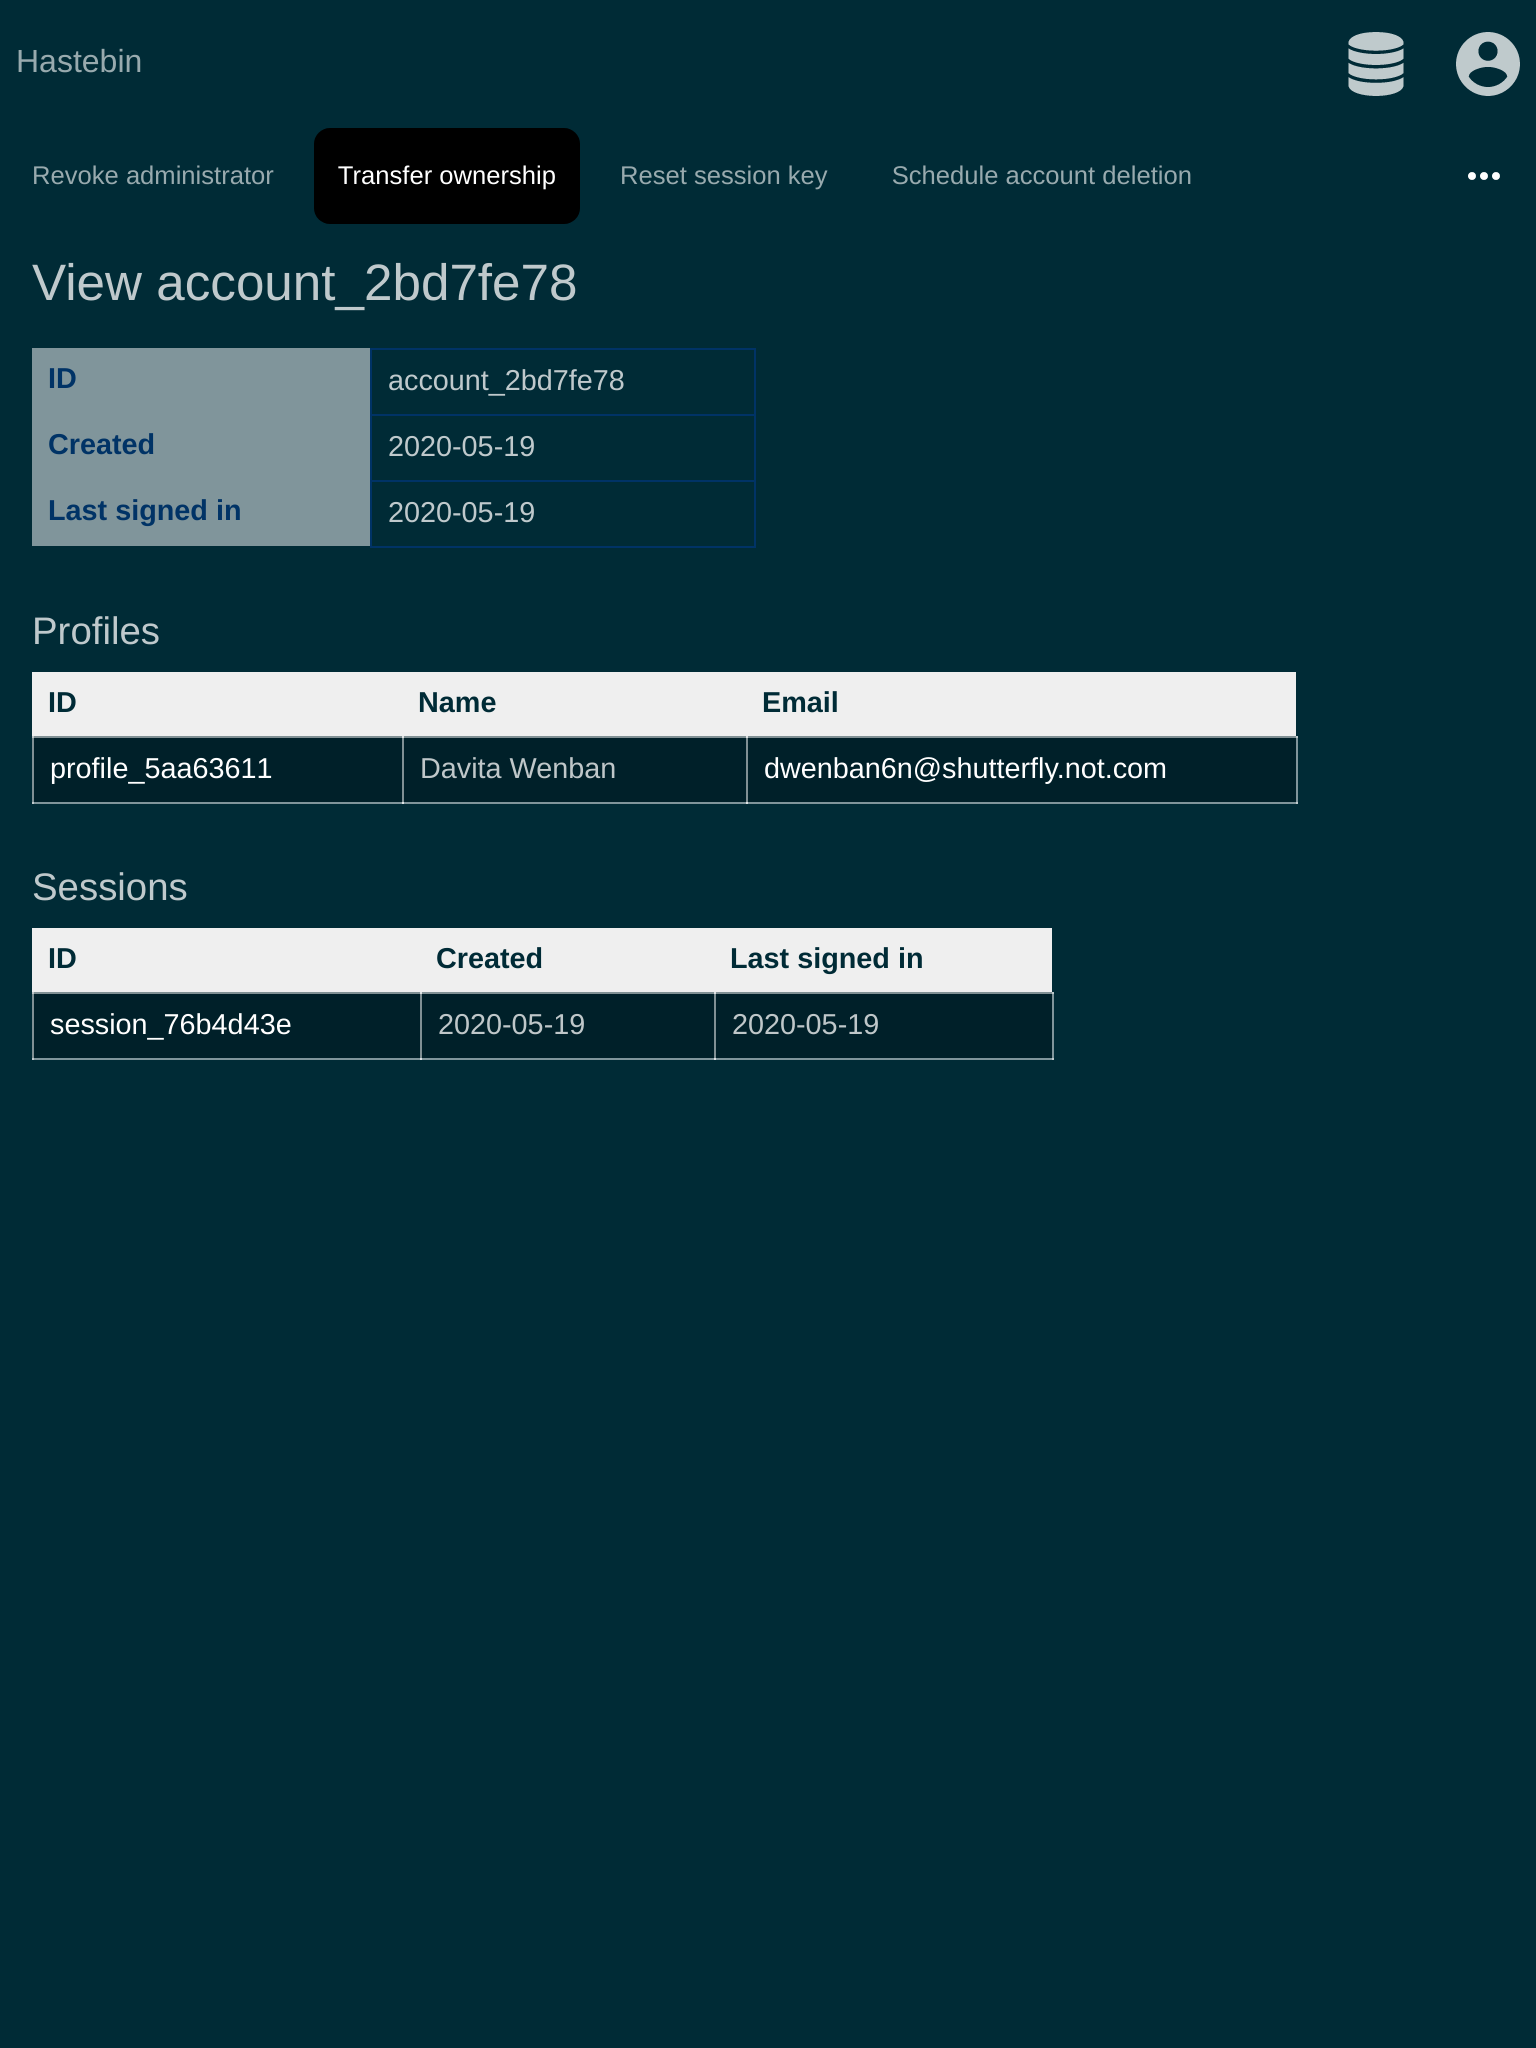 Hastebin
Revoke administrator Transfer ownership Reset session key Schedule account deletion
View account_2bd7fe78
ID account_2bd7fe78
Created 2020-05-19
Last signed in 2020-05-19
Profiles
ID Name Email
profile_5aa63611 Davita Wenban dwenban6n@shutterfly.not.com
Sessions
ID Created Last signed in
session_76b4d43e 2020-05-19 2020-05-19